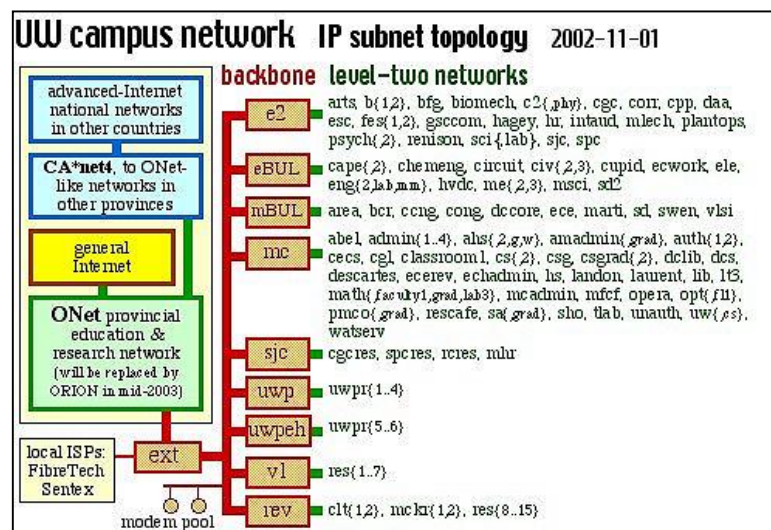 UW campus network IP subnet topology 2002-11-01
advanced-Internet
national networks
in other countries
CA*net4, to ONet-
like networks in
other provinces
general
Internet
ONet provincial
education &
research network
(will be replaced by
ORION in mid-2003)
local ISPs:
FibreTech
Sentex
ext
modem pool
backbone level-two networks
e2
arts, b{1,2}, bfg, biomech, c2{,phy}, cgc, corr, cpp, daa,
esc, fes{1,2}, gsccom, hagey, hr, intaud, mlech, plantops,
psych{,2}, renison, sci{,lab}, sjc, spc
eBUL
cape{,2}, chemeng, circuit, civ{,2,3}, cupid, ecwork, ele,
eng{2,lab,mm}, hvdc, me{,2,3}, msci, sd2
mBUL
area, bcr, ccng, cong, dccore, ece, marti, sd, swen, vlsi
mc
abel, admin{1..4}, ahs{,2,g,w}, amadmin{,grad}, auth{1,2},
cecs, cgl, classroom1, cs{,2}, csg, csgrad{,2}, dclib, dcs,
descartes, ecerev, echadmin, hs, landon, laurent, lib, lt3,
math{,faculty1,grad,lab3}, mcadmin, mfcf, opera, opt{,fl1},
pmco{,grad}, rescafe, sa{,grad}, sho, tlab, unauth, uw{,cs},
watserv
sjc
cgcres, spcres, rcres, mhr
uwp
uwpr{1..4}
uwpeh
uwpr{5..6}
v1
res{1..7}
rev
clt{1,2}, mckr{1,2}, res{8..15}